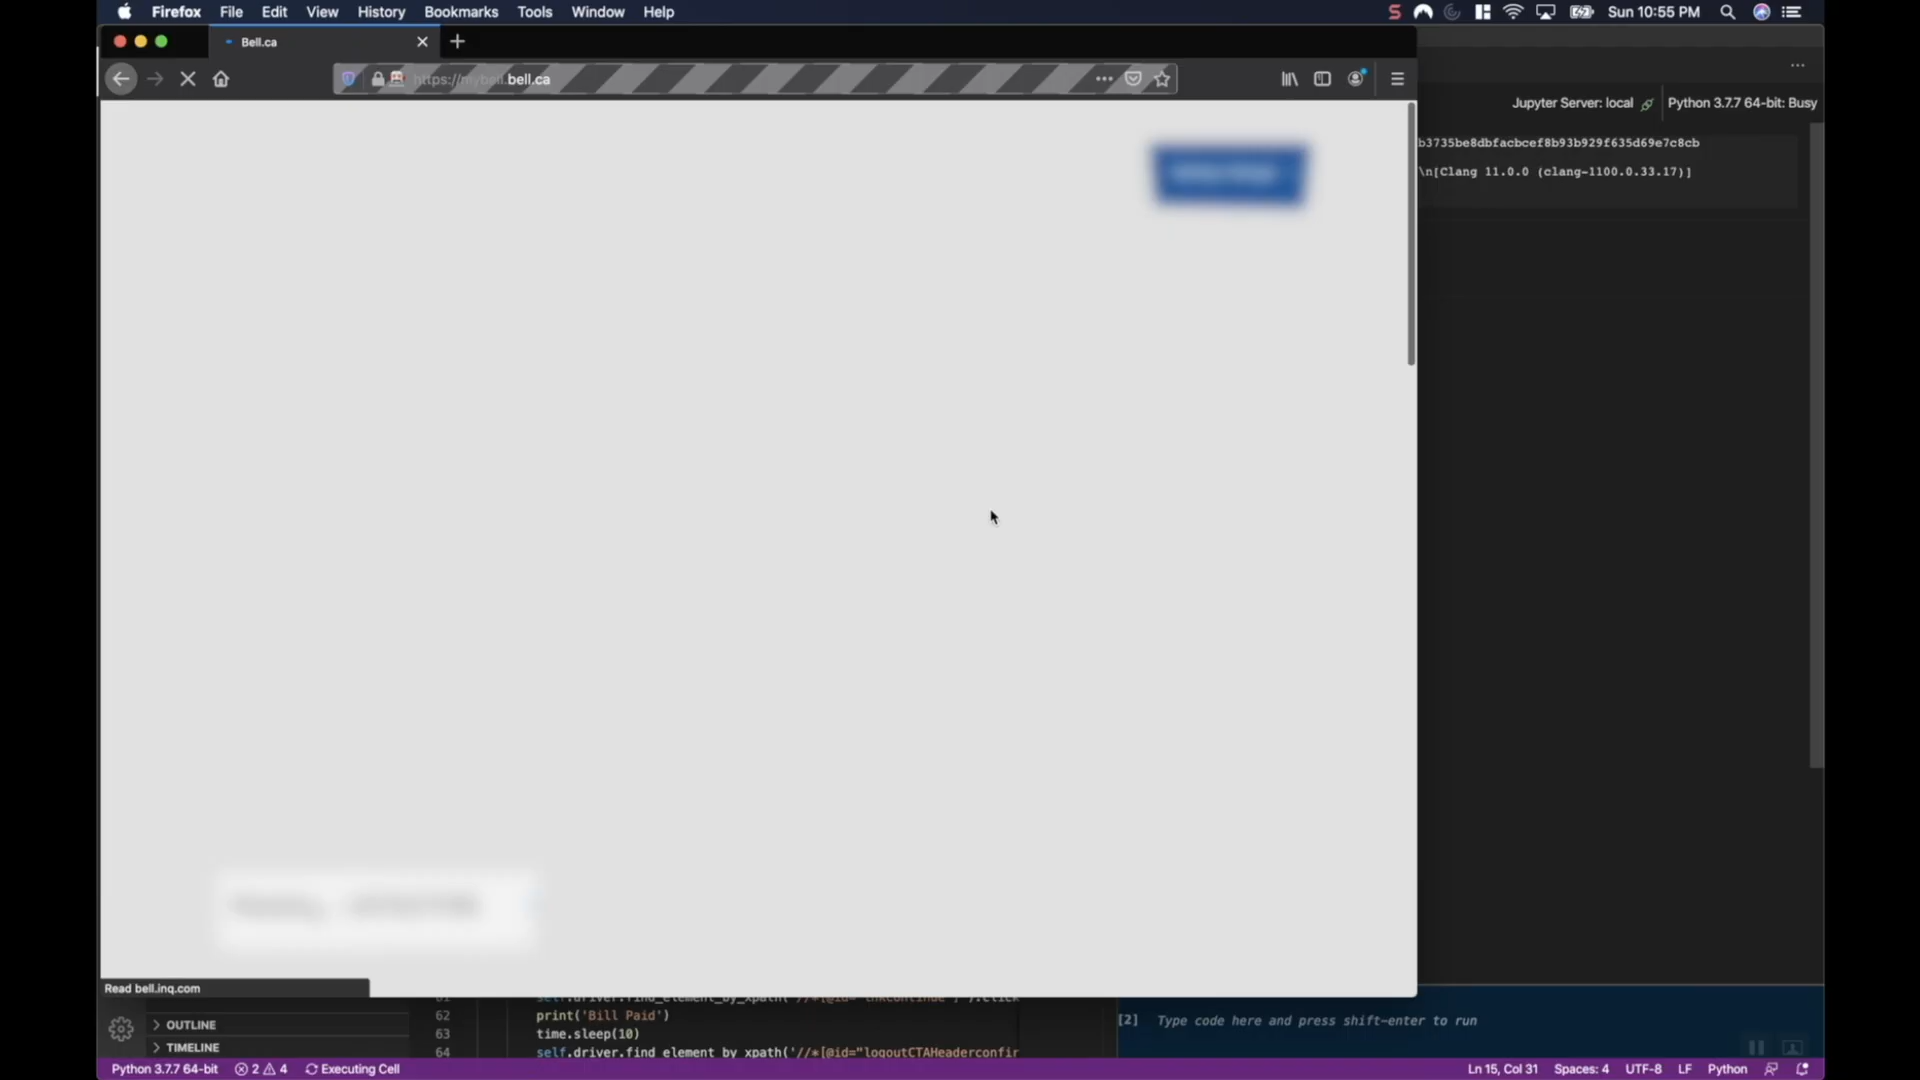 Firefox File Edit View History Bookmarks Tools Window Help
Sun 10:55 PM
Bell.ca
https://mybell.bell.ca
Jupyter Server: local
Python 3.7.7 64-bit: Busy
b3735be8dbfacbcef8b93b929f635d69e7c8cb
\n[Clang 11.0.0 (clang-1100.0.33.17)]
Read bell.inq.com
62 print('Bill Paid')
63 time.sleep(10)
64 self.driver.find_element_by_xpath('//*[@id="logoutCTAHeaderconfir
OUTLINE
TIMELINE
[2] Type code here and press shift-enter to run
Python 3.7.7 64-bit 2 4 Executing Cell
Ln 15, Col 31 Spaces: 4 UTF-8 LF Python